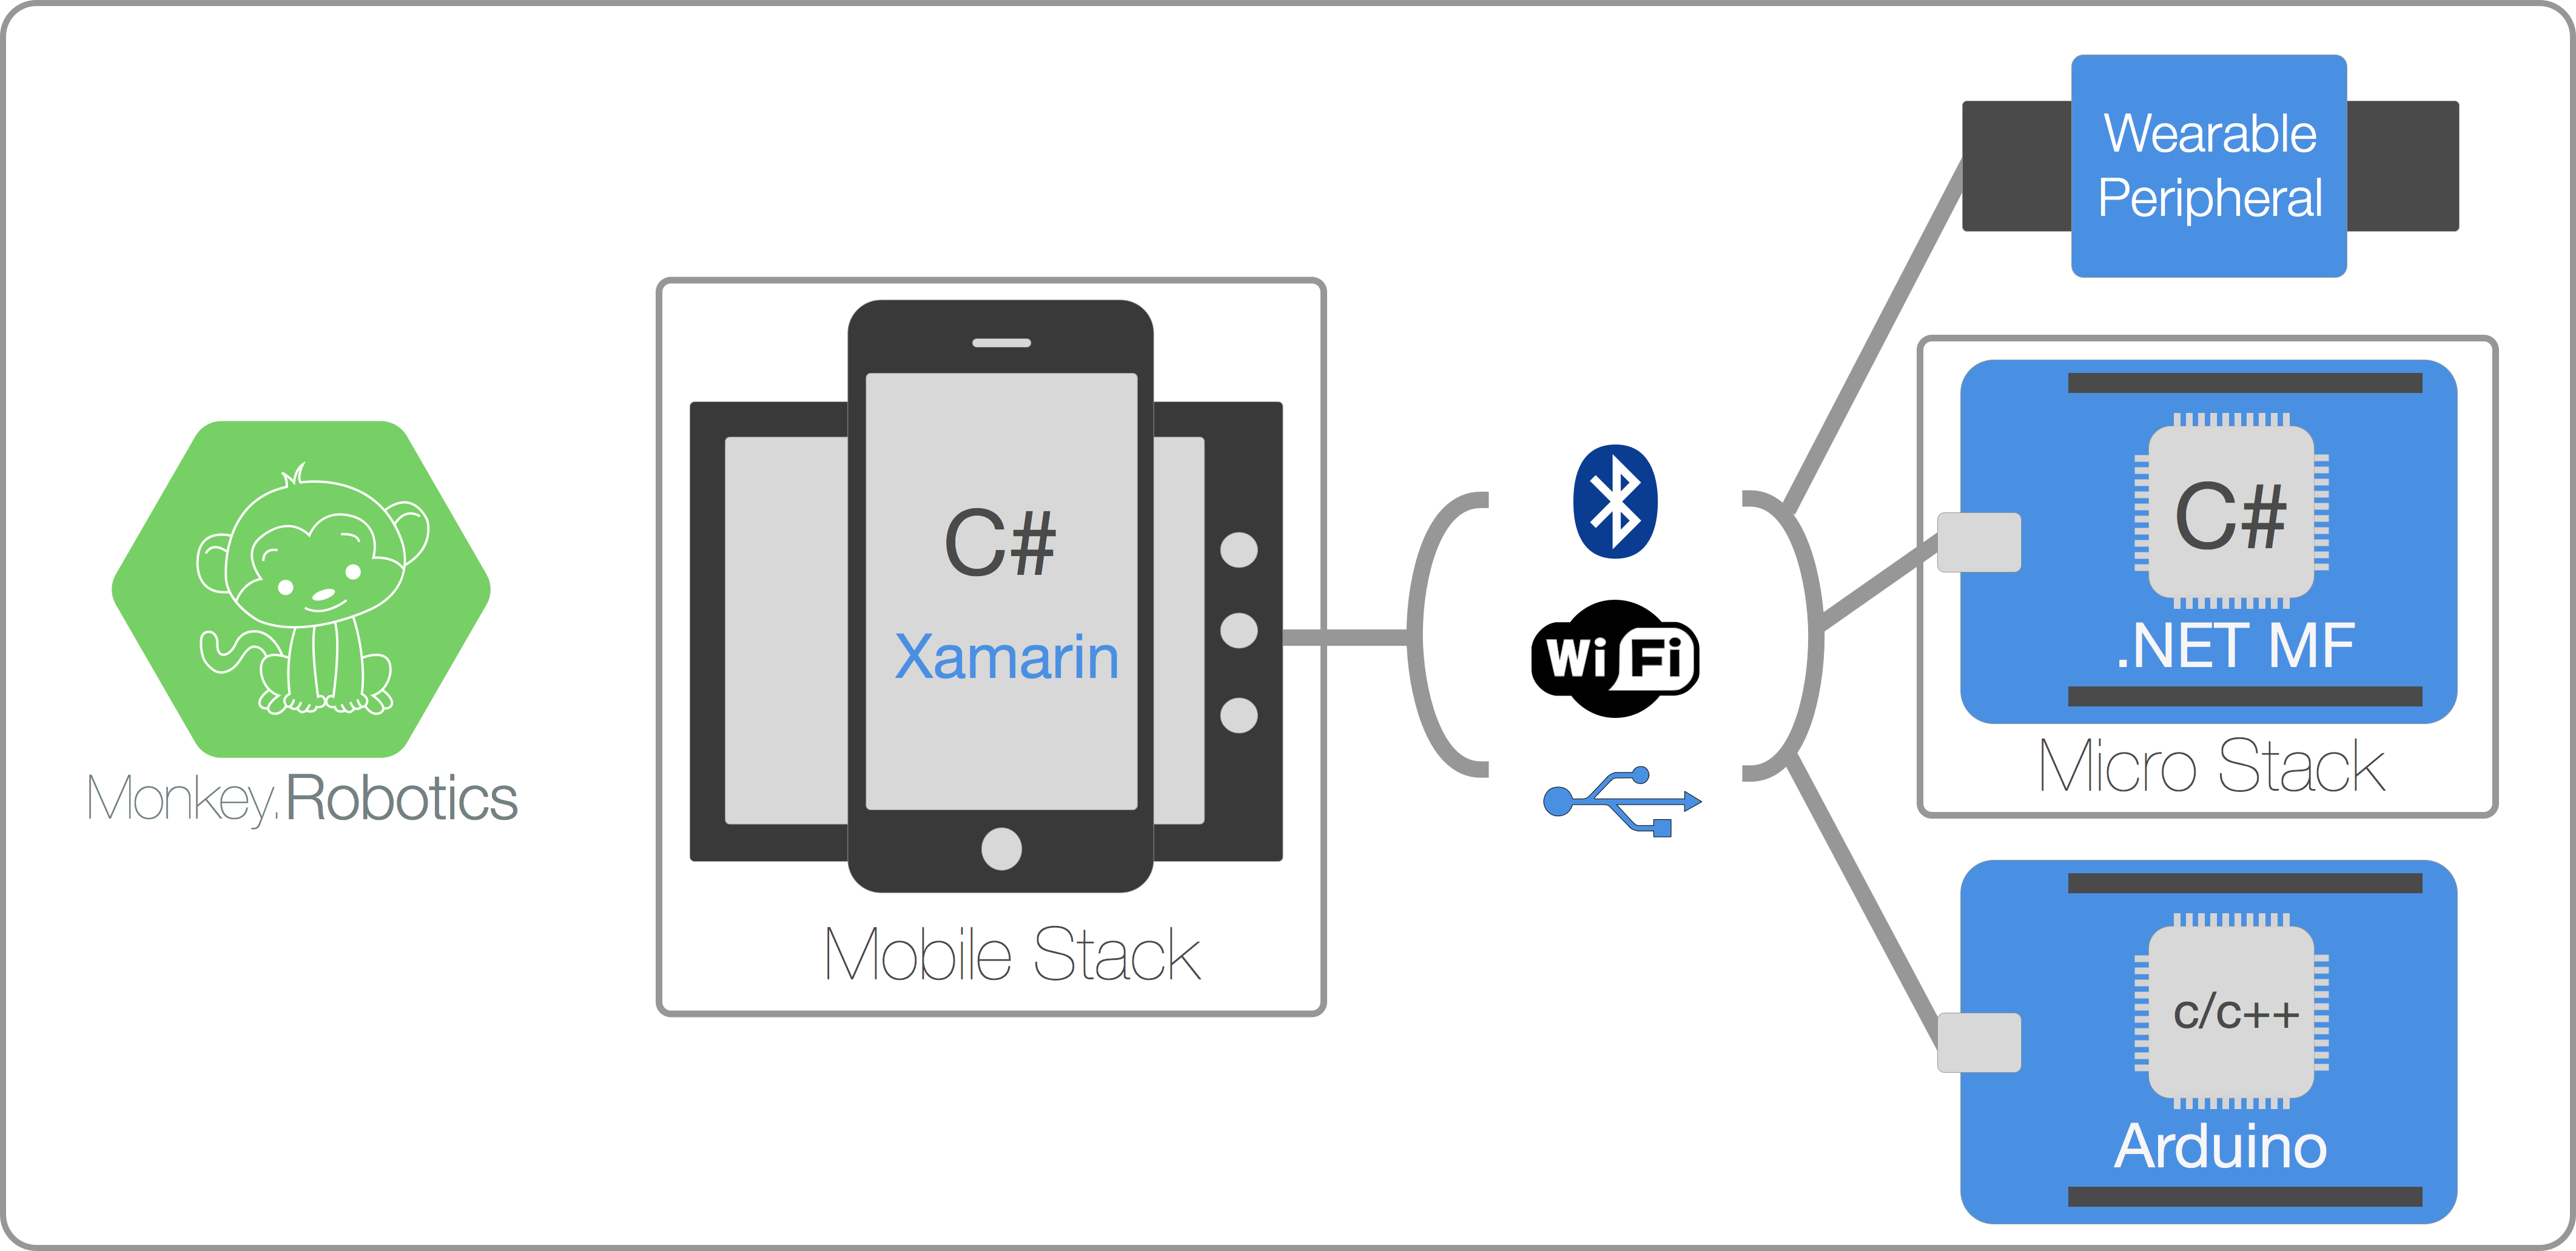 Monkey.Robotics
C#
Xamarin
Mobile Stack
Wi Fi
Wearable
Peripheral
C#
.NET MF
Micro Stack
c/c++
Arduino